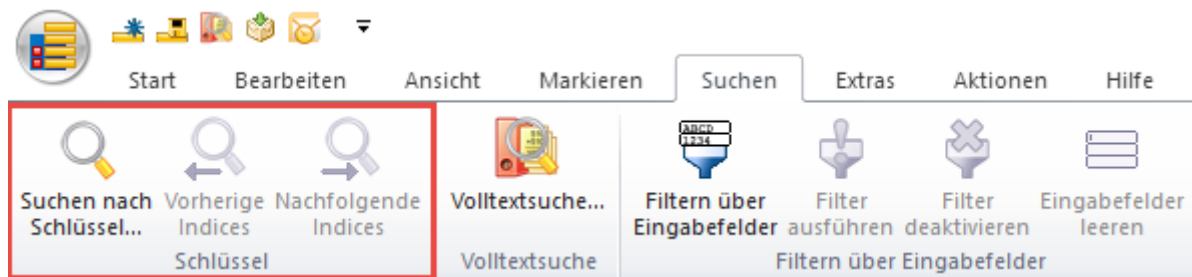 Start Bearbeiten Ansicht Markieren Suchen Extras Aktionen Hilfe
ABCD
1234
Suchen nach Vorherige Nachfolgende Volltextsuche... Filtern über Filter Filter Eingabefelder
Schlüssel... Indices Indices Eingabefelder ausführen deaktivieren leeren
Schlüssel Volltextsuche Filtern über Eingabefelder